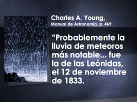 Charles A. Young,
Manual de Astronomía, p. 469
“Probablemente la
lluvia de meteoros
más notable... fue
la de las Leónidas,
el 12 de noviembre
de 1833.